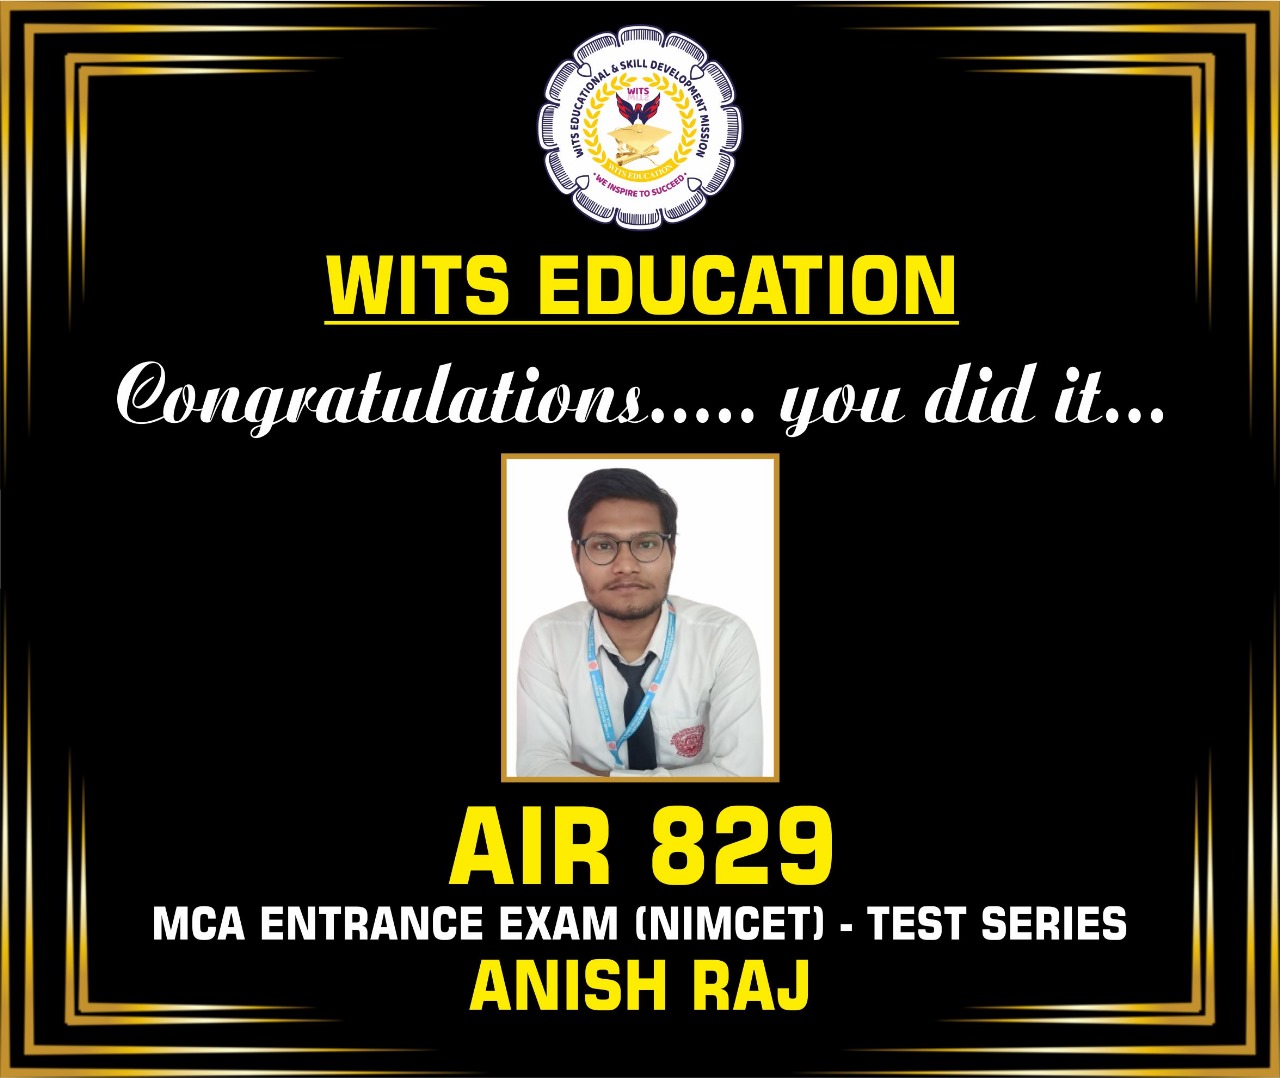 WITS EDUCATIONAL & SKILL DEVELOPMENT MISSION
WITS
WITS EDUCATION
• WE INSPIRE TO SUCCEED •
WITS EDUCATION
Congratulations..... you did it...
AIR 829
MCA ENTRANCE EXAM (NIMCET) - TEST SERIES
ANISH RAJ